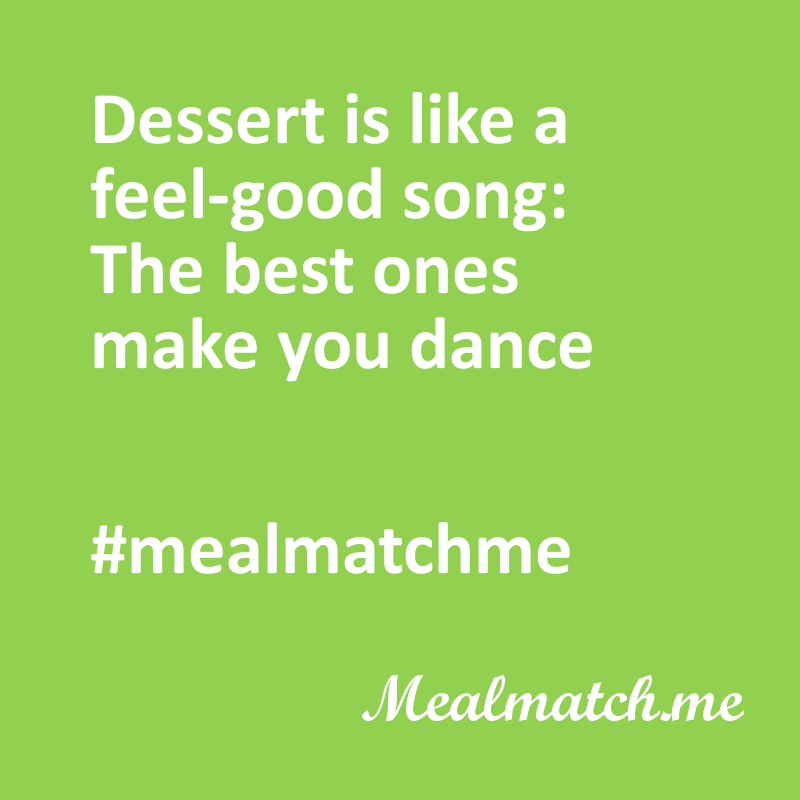 Dessert is like a
feel-good song:
The best ones
make you dance
#mealmatchme
Mealmatch.me